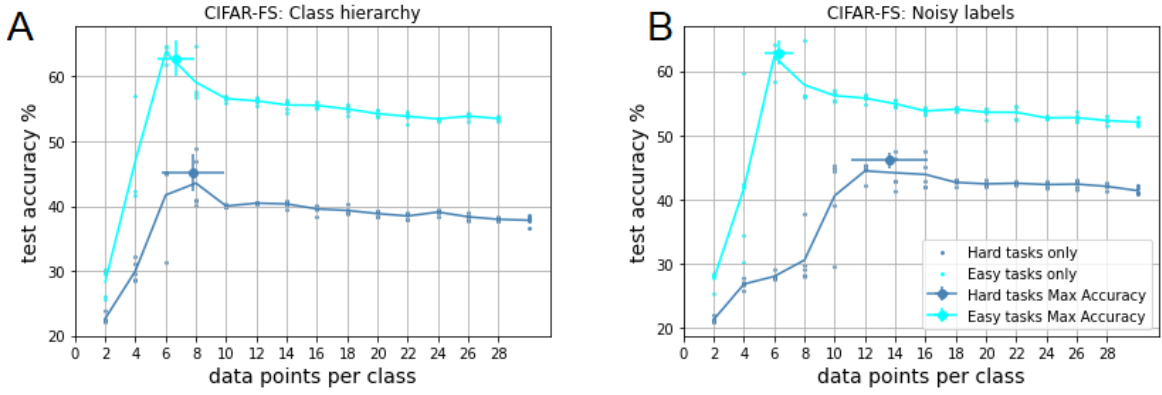 A
CIFAR-FS: Class hierarchy
test accuracy %
60
50
40
30
20
0 2 4 6 8 10 12 14 16 18 20 22 24 26 28
data points per class
B
CIFAR-FS: Noisy labels
test accuracy %
60
50
40
30
20
0 2 4 6 8 10 12 14 16 18 20 22 24 26 28
data points per class
Hard tasks only
Easy tasks only
Hard tasks Max Accuracy
Easy tasks Max Accuracy